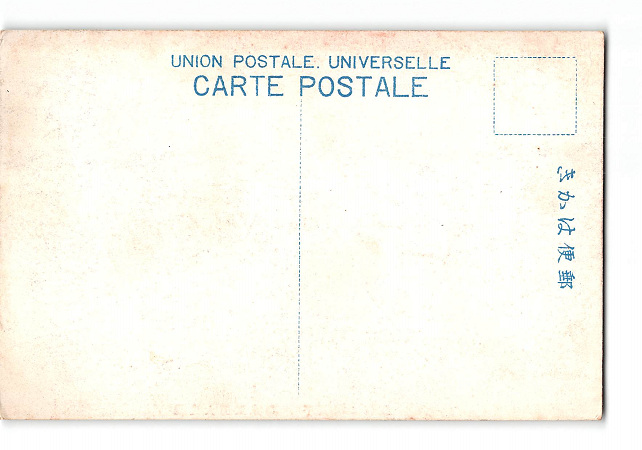 UNION POSTALE. UNIVERSELLE
CARTE POSTALE
郵便はかき